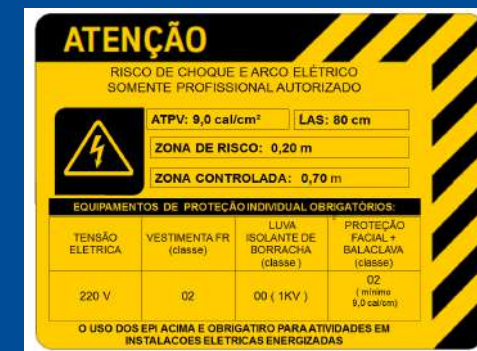 ATENÇÃO
RISCO DE CHOQUE E ARCO ELÉTRICO
SOMENTE PROFISSIONAL AUTORIZADO
ATPV: 9,0 cal/cm² LAS: 80 cm
ZONA DE RISCO: 0,20 m
ZONA CONTROLADA: 0,70 m
EQUIPAMENTOS DE PROTEÇÃO INDIVIDUAL OBRIGATÓRIOS:
TENSÃO
ELETRICA
VESTIMENTA FR
(classe)
LUVA
ISOLANTE DE
BORRACHA
(classe)
PROTEÇÃO
FACIAL +
BALACLAVA
(classe)
220 V
02
00 ( 1KV )
02
( minimo
9,0 cal/cm)
O USO DOS EPI ACIMA E OBRIGATIRO PARA ATIVIDADES EM
INSTALACOES ELETRICAS ENERGIZADAS